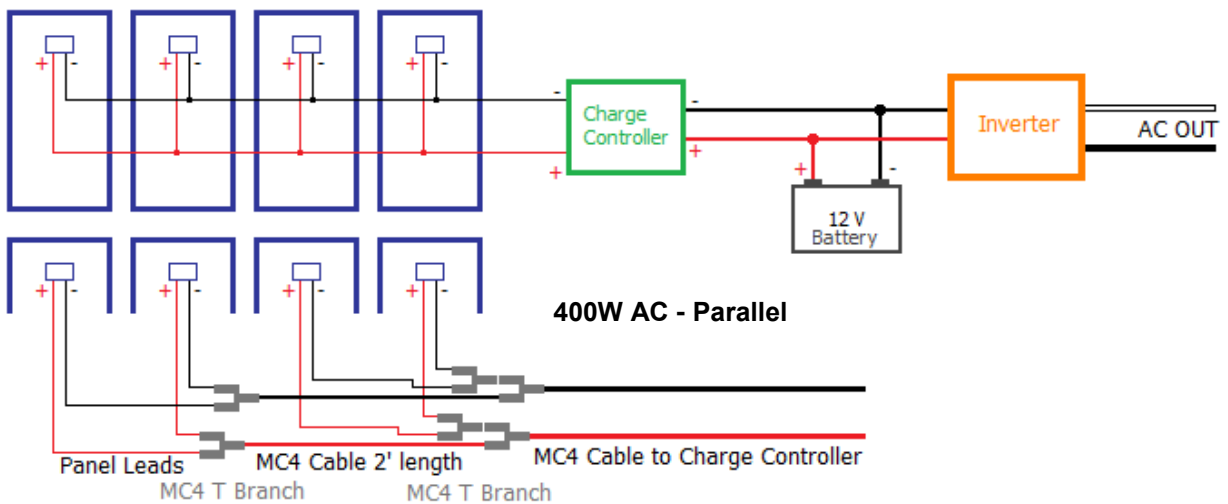 + - + - + - + -
- Charge - Inverter AC OUT
Controller
+ +
+ -
12 V
Battery
+ - + - + - + -
400W AC - Parallel
Panel Leads MC4 Cable 2' length MC4 Cable to Charge Controller
MC4 T Branch MC4 T Branch